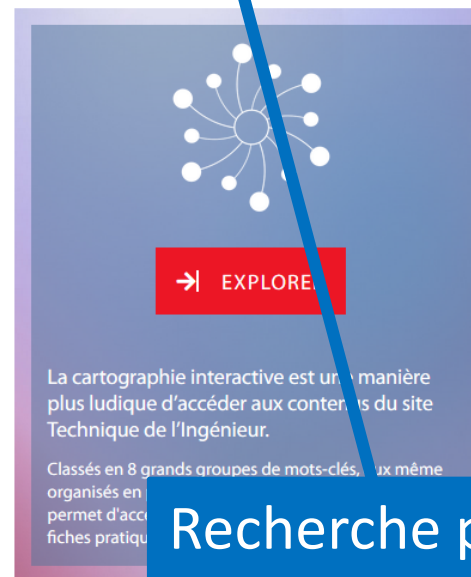 EXPLORE
La cartographie interactive est une manière
plus ludique d'accéder aux contenus du site
Technique de l'Ingénieur.
Classés en 8 grands groupes de mots-clés, eux même
organisés en
permet d'acc
fiches pratiqu
Recherche p